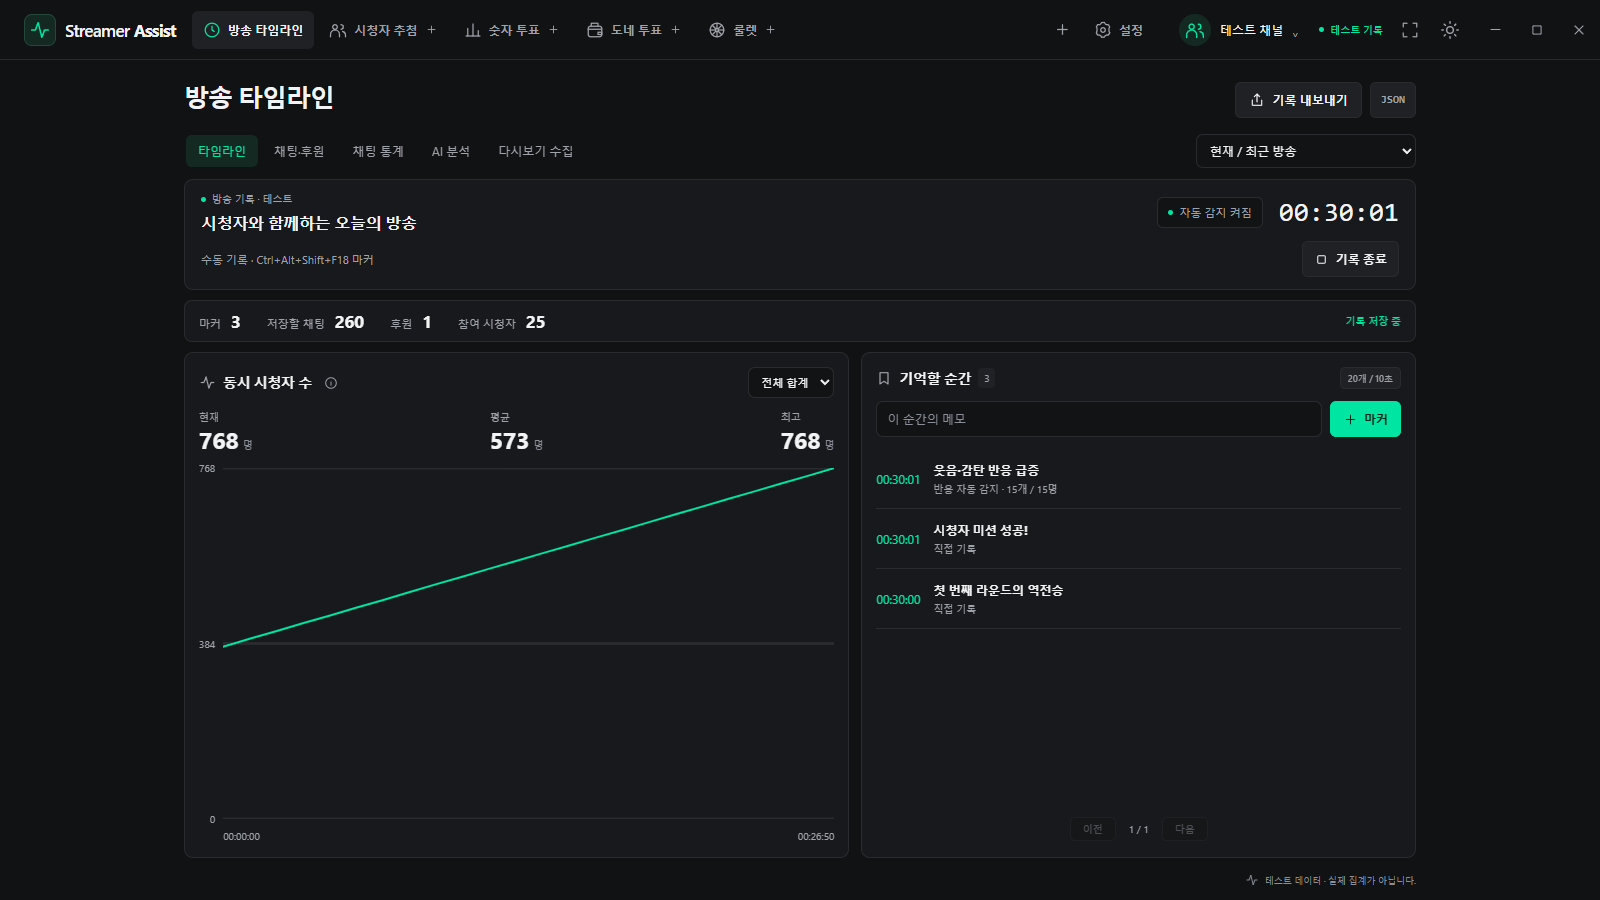 Streamer Assist
방송 타임라인
시청자 추첨 +
숫자 투표 +
도네 투표 +
룰렛 +
+
설정
테스트 채널
테스트 기록
방송 타임라인
기록 내보내기
JSON
타임라인
채팅·후원
채팅 통계
AI 분석
다시보기 수집
현재 / 최근 방송
방송 기록 · 테스트
시청자와 함께하는 오늘의 방송
수동 기록 · Ctrl+Alt+Shift+F18 마커
자동 감지 켜짐
00:30:01
기록 종료
마커 3
저장할 채팅 260
후원 1
참여 시청자 25
기록 저장 중
동시 시청자 수
전체 합계
현재
768 명
평균
573 명
최고
768 명
768
384
0
00:00:00
00:26:50
기억할 순간 3
20개 / 10초
이 순간의 메모
+ 마커
00:30:01
웃음·감탄 반응 급증
반응 자동 감지 · 15개 / 15명
00:30:01
시청자 미션 성공!
직접 기록
00:30:00
첫 번째 라운드의 역전승
직접 기록
이전
1 / 1
다음
테스트 데이터 · 실제 집계가 아닙니다.